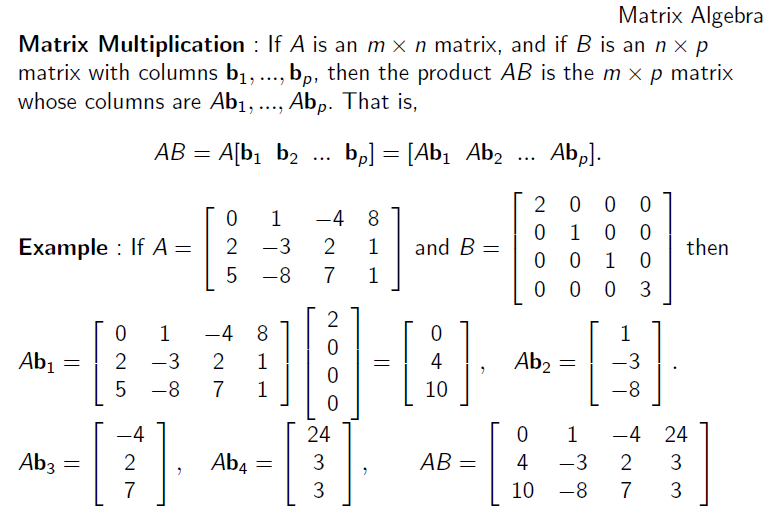 Matrix Algebra
Matrix Multiplication : If A is an m × n matrix, and if B is an n × p
matrix with columns b₁, ..., bₚ, then the product AB is the m × p matrix
whose columns are Ab₁, ..., Abₚ. That is,
AB = A[b₁ b₂ ... bₚ] = [Ab₁ Ab₂ ... Abₚ].
Example : If A = [0 1 −4 8; 2 −3 2 1; 5 −8 7 1] and B = [2 0 0 0; 0 1 0 0; 0 0 1 0; 0 0 0 3] then
Ab₁ = [0 1 −4 8; 2 −3 2 1; 5 −8 7 1] [2; 0; 0; 0] = [0; 4; 10], Ab₂ = [1; −3; −8].
Ab₃ = [−4; 2; 7], Ab₄ = [24; 3; 3], AB = [0 1 −4 24; 4 −3 2 3; 10 −8 7 3]